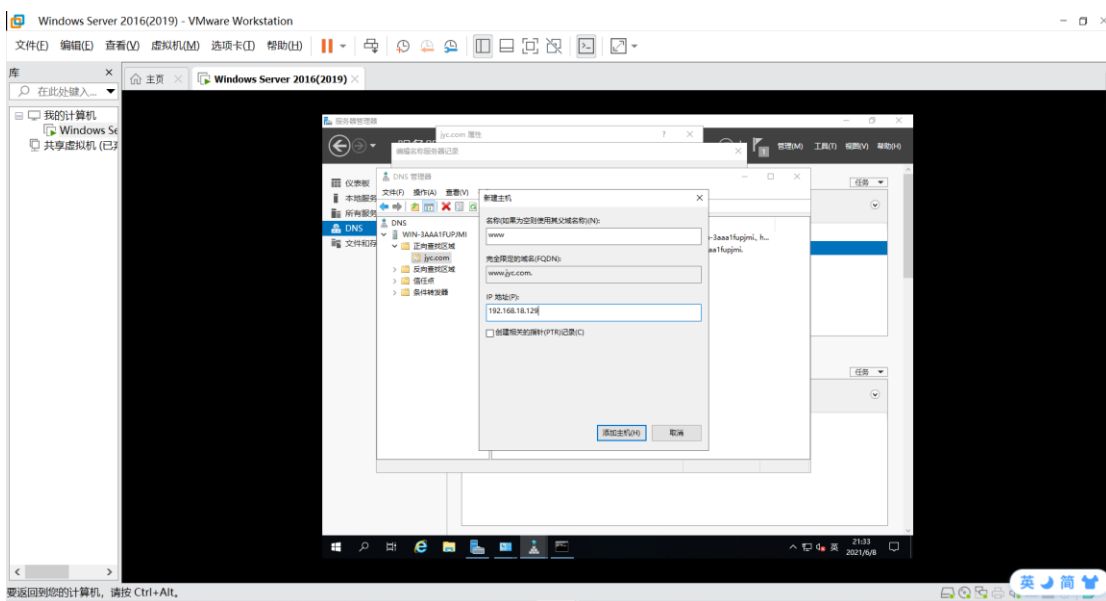 Windows Server 2016(2019) - VMware Workstation
文件(F) 编辑(E) 查看(V) 虚拟机(M) 选项卡(T) 帮助(H)
库
在此处键入...
主页
Windows Server 2016(2019)
我的计算机
Windows Se
共享虚拟机 (已弃
服务器管理器
jyc.com 属性
编辑名称服务器记录
管理(M) 工具(T) 视图(V) 帮助(H)
仪表板
本地服务
所有服务
DNS
文件和存
任务
DNS 管理器
文件(F) 操作(A) 查看(V)
DNS
WIN-3AAA1FUPJMI
正向查找区域
jyc.com
反向查找区域
信任点
条件转发器
新建主机
名称(如果为空则使用其父域名称)(N):
www
完全限定的域名(FQDN):
www.jyc.com.
IP 地址(P):
192.168.18.129
创建相关的指针(PTR)记录(C)
添加主机(H) 取消
-3aaa1fupjmi, h...
aa1fupjmi.
任务
英
21:33
2021/6/8
要返回到您的计算机，请按 Ctrl+Alt。
英 简